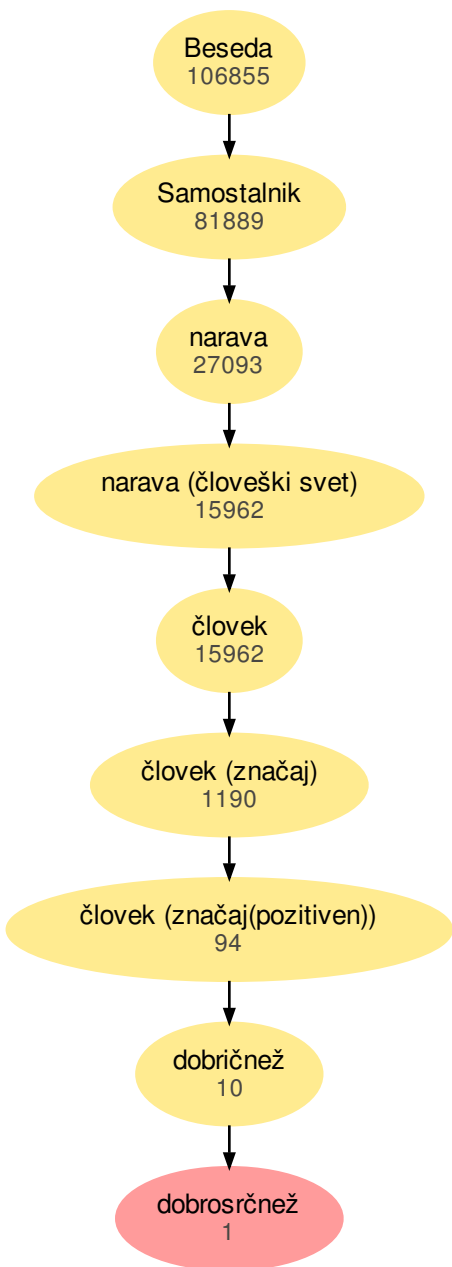 Beseda
106855
Samostalnik
81889
narava
27093
narava (človeški svet)
15962
človek
15962
človek (značaj)
1190
človek (značaj(pozitiven))
94
dobričnež
10
dobrosrčnež
1